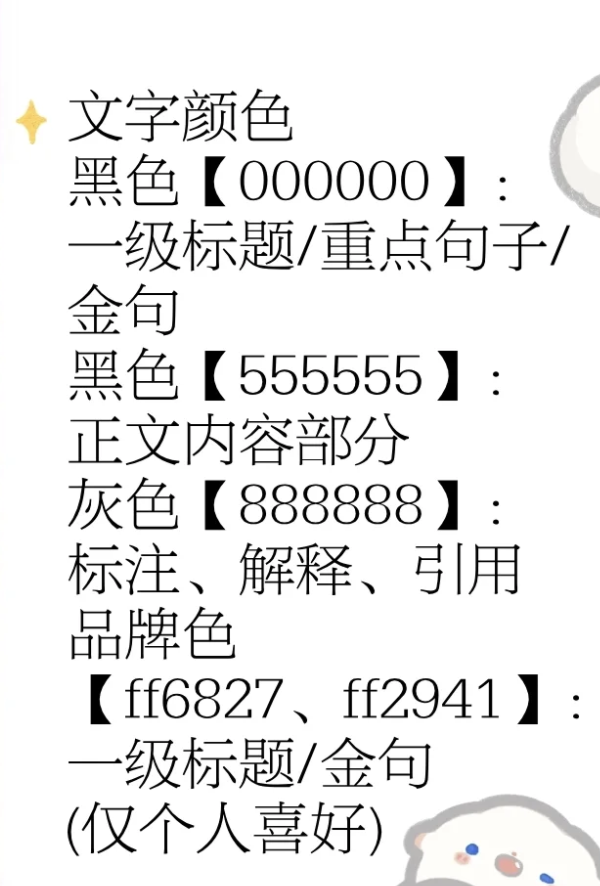 文字颜色
黑色【000000】:
一级标题/重点句子/
金句
黑色【555555】:
正文内容部分
灰色【888888】:
标注、解释、引用
品牌色
【ff6827、ff2941】:
一级标题/金句
(仅个人喜好)